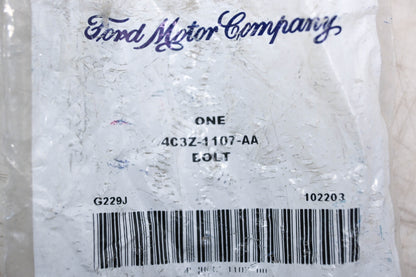 Ford Motor Company
ONE
4C3Z-1107-AA
BOLT
G229J 102203